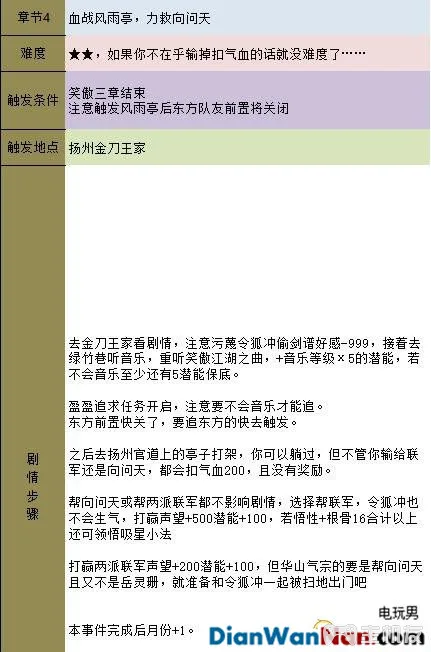 章节4
血战风雨亭，力救向问天
难度
★★，如果你不在乎输掉扣气血的话就没难度了……
触发条件
笑傲三章结束
注意触发风雨亭后东方队友前置将关闭
触发地点
扬州金刀王家
剧情步骤
去金刀王家看剧情，注意污蔑令狐冲偷剑谱好感-999，接着去
绿竹巷听音乐，重听笑傲江湖之曲，+音乐等级×5的潜能，若
不会音乐至少还有5潜能保底。
盈盈追求任务开启，注意要不会音乐才能追。
东方前置快关了，要追东方的快去触发。
之后去扬州官道上的亭子打架，你可以躺过，但不管你输给联
军还是向问天，都会扣气血200，且没有奖励。
帮向问天或帮两派联军都不影响剧情，选择帮联军，令狐冲也
不会生气，打赢声望+500潜能+100，若悟性+根骨16合计以上
还可领悟吸星小法
打赢两派联军声望+200潜能+100，但华山气宗的要是帮向问天
且又不是岳灵珊，就准备和令狐冲一起被扫地出门吧
本事件完成后月份+1。
电玩男
DianWanNan.com